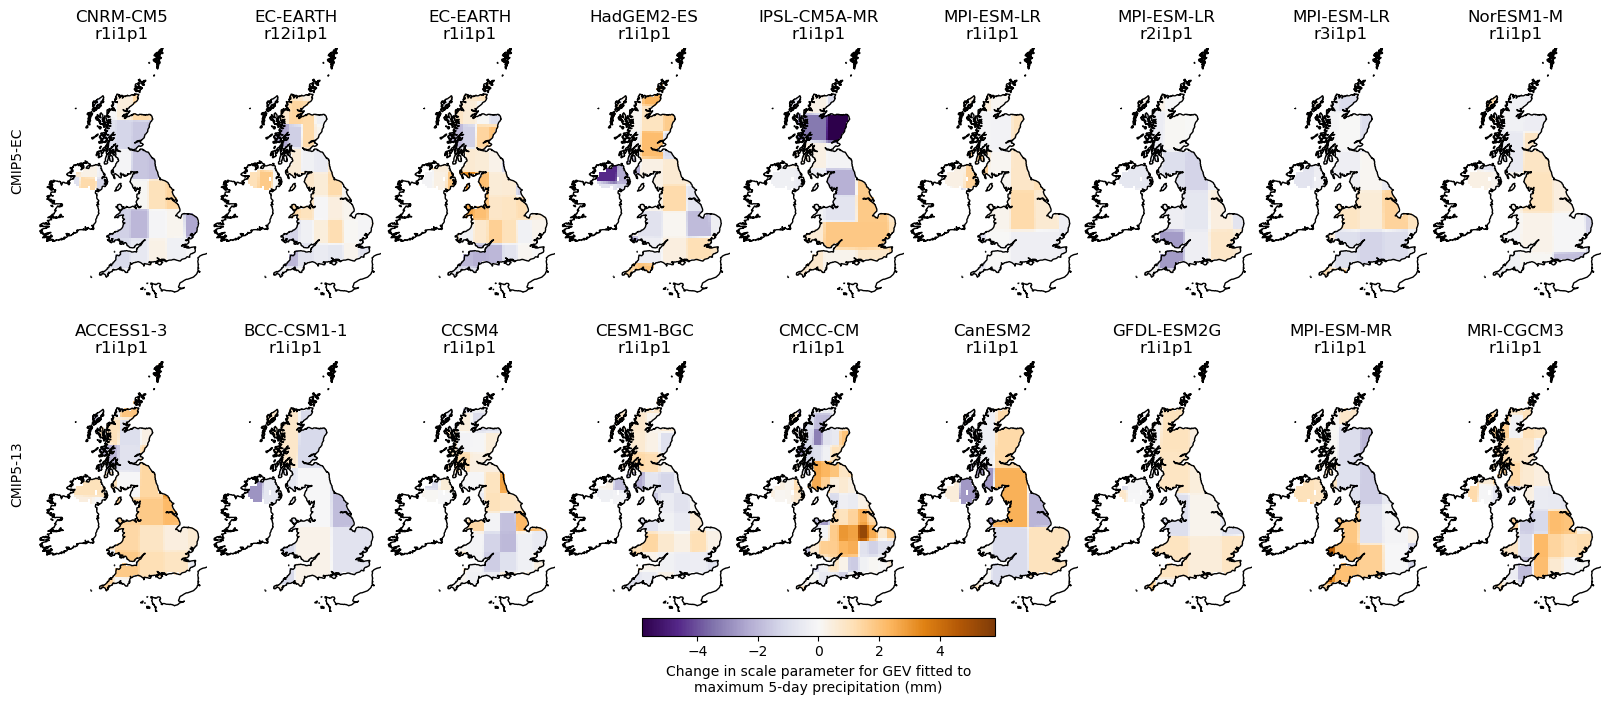 CNRM-CM5 EC-EARTH EC-EARTH HadGEM2-ES IPSL-CM5A-MR MPI-ESM-LR MPI-ESM-LR MPI-ESM-LR NorESM1-M
r1i1p1 r12i1p1 r1i1p1 r1i1p1 r1i1p1 r1i1p1 r2i1p1 r3i1p1 r1i1p1
CMIP5-EC
ACCESS1-3 BCC-CSM1-1 CCSM4 CESM1-BGC CMCC-CM CanESM2 GFDL-ESM2G MPI-ESM-MR MRI-CGCM3
r1i1p1 r1i1p1 r1i1p1 r1i1p1 r1i1p1 r1i1p1 r1i1p1 r1i1p1 r1i1p1
CMIP5-13
−4 −2 0 2 4
Change in scale parameter for GEV fitted to
maximum 5-day precipitation (mm)